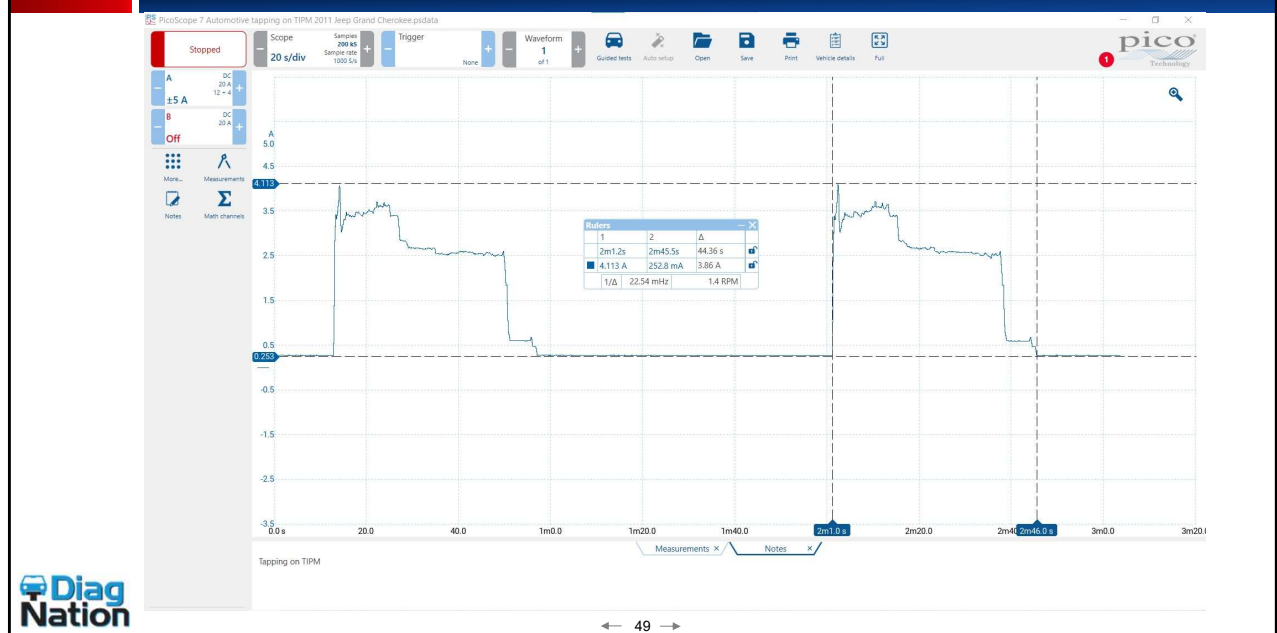 PicoScope 7 Automotive tapping on TIPM 2011 Jeep Grand Cherokee.psdata
Stopped
Scope
20 s/div
Samples
200 kS
Sample rate
1000 S/s
Trigger
None
Waveform
1
of 1
Guided tests
Auto setup
Open
Save
Print
Vehicle details
Full
1
pico
Technology
A
DC
20 A
±5 A
B
DC
20 A
Off
More...
Measurements
Notes
Math channels
A
5.0
4.5
4.113
3.5
2.5
1.5
0.5
0.253
-0.5
-1.5
-2.5
-3.5
Rulers
1 2 Δ
2m1.2s 2m45.5s 44.36 s
4.113 A 252.8 mA 3.86 A
1/Δ 22.54 mHz 1.4 RPM
0.0 s 20.0 40.0 1m0.0 1m20.0 1m40.0 2m1.0 s 2m20.0 2m46.0 s 3m0.0 3m20.
Measurements × Notes ×
Tapping on TIPM
Diag
Nation
← 49 →